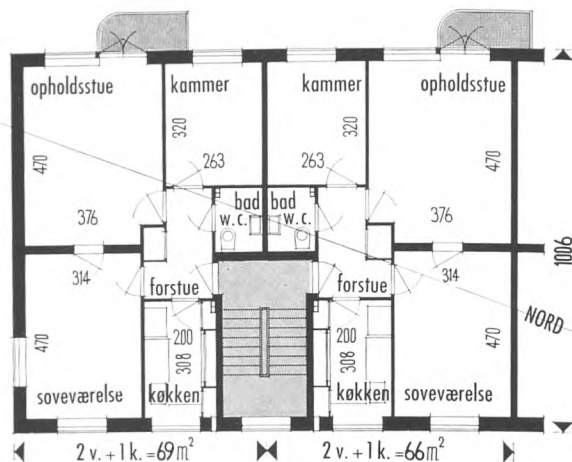 opholdsstue kammer kammer opholdsstue
320 320
470 263 263 470
376 bad bad 376
w.c. w.c.
1006
314 forstue forstue 314
NORD
470 200 200 470
308 308
soveværelse køkken køkken soveværelse
2 v. + 1 k. = 69 m² 2 v. + 1 k. = 66 m²